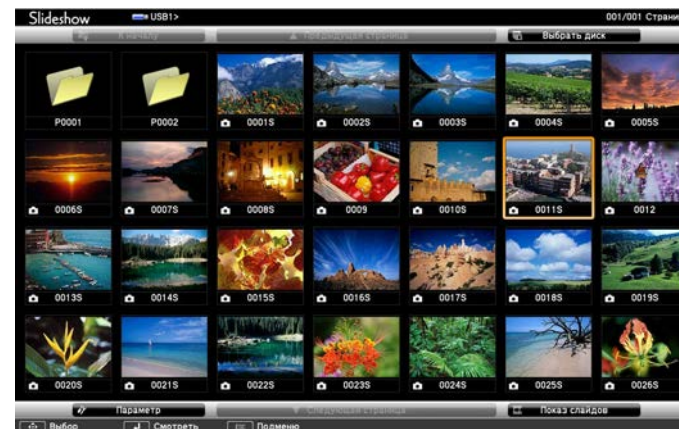 Slideshow USB1> 001/001 Страни
К началу Предыдущая страница Выбрать диск
P0001 P0002 0001S 0002S 0003S 0004S 0005S
0006S 0007S 0008S 0009 0010S 0011S 0012
0013S 0014S 0015S 0016S 0017S 0018S 0019S
0020S 0021S 0022S 0023S 0024S 0025S 0026S
Параметр Следующая страница Показ слайдов
Выбор Смотреть Подменю